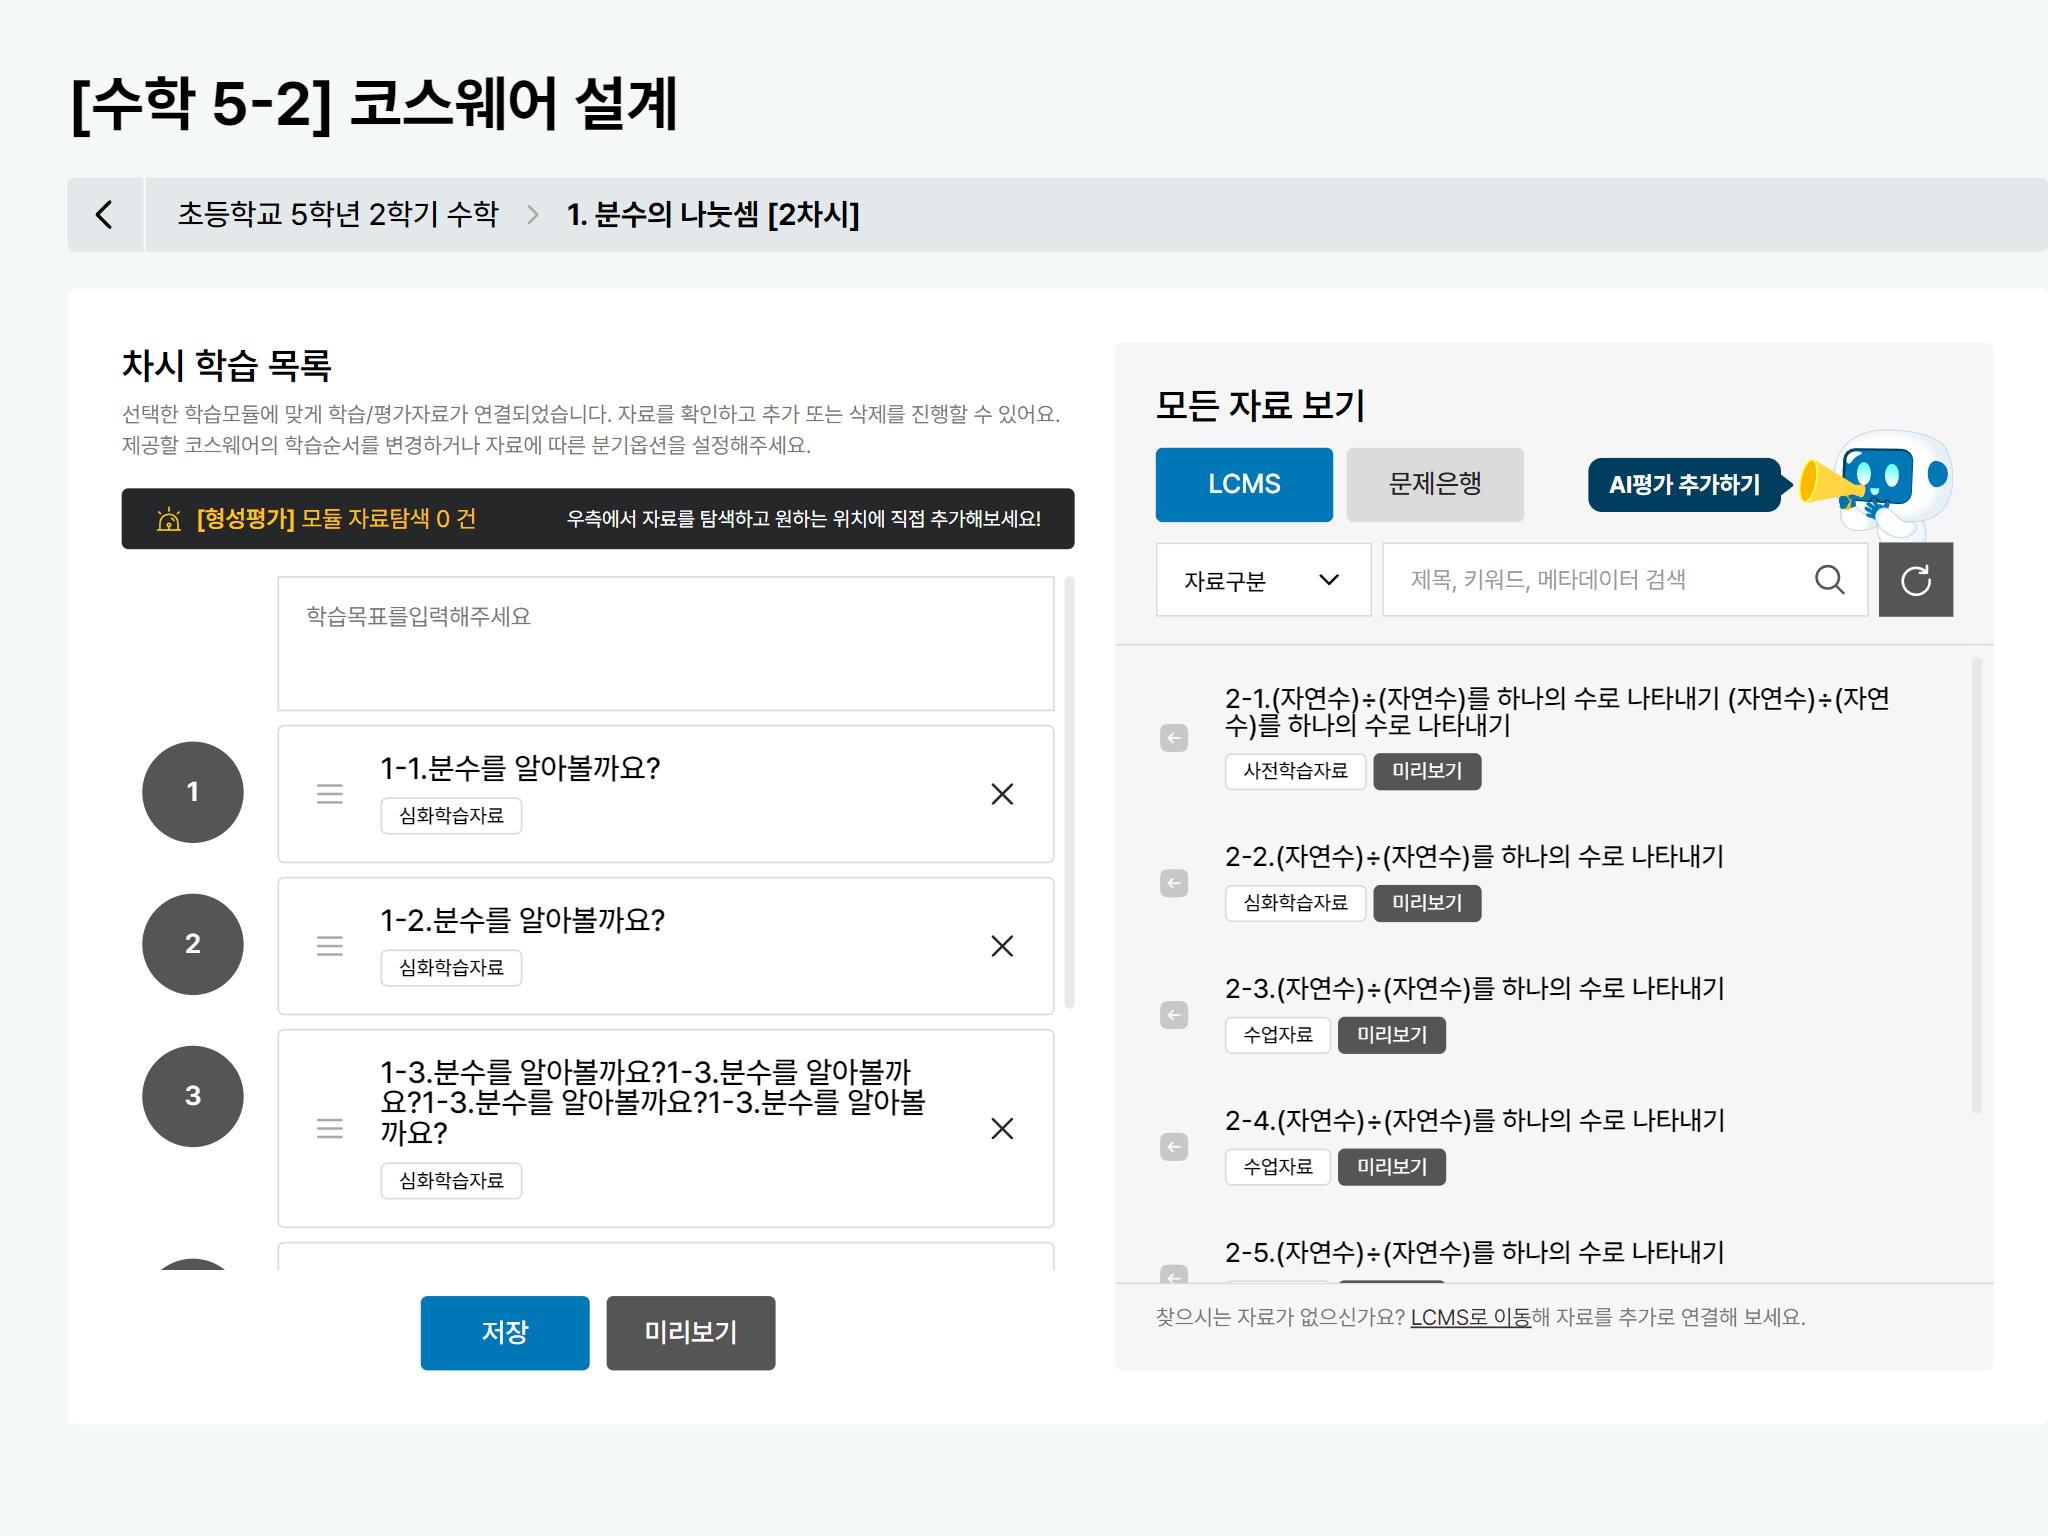 [수학 5-2] 코스웨어 설계
초등학교 5학년 2학기 수학
1. 분수의 나눗셈 [2차시]
차시 학습 목록
선택한 학습모듈에 맞게 학습/평가자료가 연결되었습니다. 자료를 확인하고 추가 또는 삭제를 진행할 수 있어요.
제공할 코스웨어의 학습순서를 변경하거나 자료에 따른 분기옵션을 설정해주세요.
[형성평가] 모듈 자료탐색 0 건
우측에서 자료를 탐색하고 원하는 위치에 직접 추가해보세요!
학습목표를입력해주세요
1
1-1.분수를 알아볼까요?
심화학습자료
2
1-2.분수를 알아볼까요?
심화학습자료
3
1-3.분수를 알아볼까요?1-3.분수를 알아볼까
요?1-3.분수를 알아볼까요?1-3.분수를 알아볼
까요?
심화학습자료
저장
미리보기
모든 자료 보기
LCMS
문제은행
AI평가 추가하기
자료구분
제목, 키워드, 메타데이터 검색
2-1.(자연수)÷(자연수)를 하나의 수로 나타내기 (자연수)÷(자연
수)를 하나의 수로 나타내기
사전학습자료
미리보기
2-2.(자연수)÷(자연수)를 하나의 수로 나타내기
심화학습자료
미리보기
2-3.(자연수)÷(자연수)를 하나의 수로 나타내기
수업자료
미리보기
2-4.(자연수)÷(자연수)를 하나의 수로 나타내기
수업자료
미리보기
2-5.(자연수)÷(자연수)를 하나의 수로 나타내기
찾으시는 자료가 없으신가요? LCMS로 이동해 자료를 추가로 연결해 보세요.